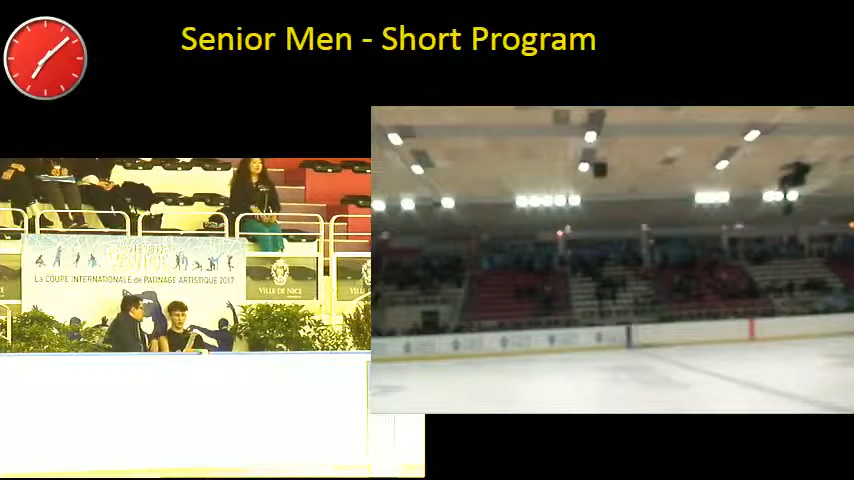 Senior Men - Short Program
La COUPE INTERNATIONALE de PATINAGE ARTISTIQUE 2017
VILLE DE NICE